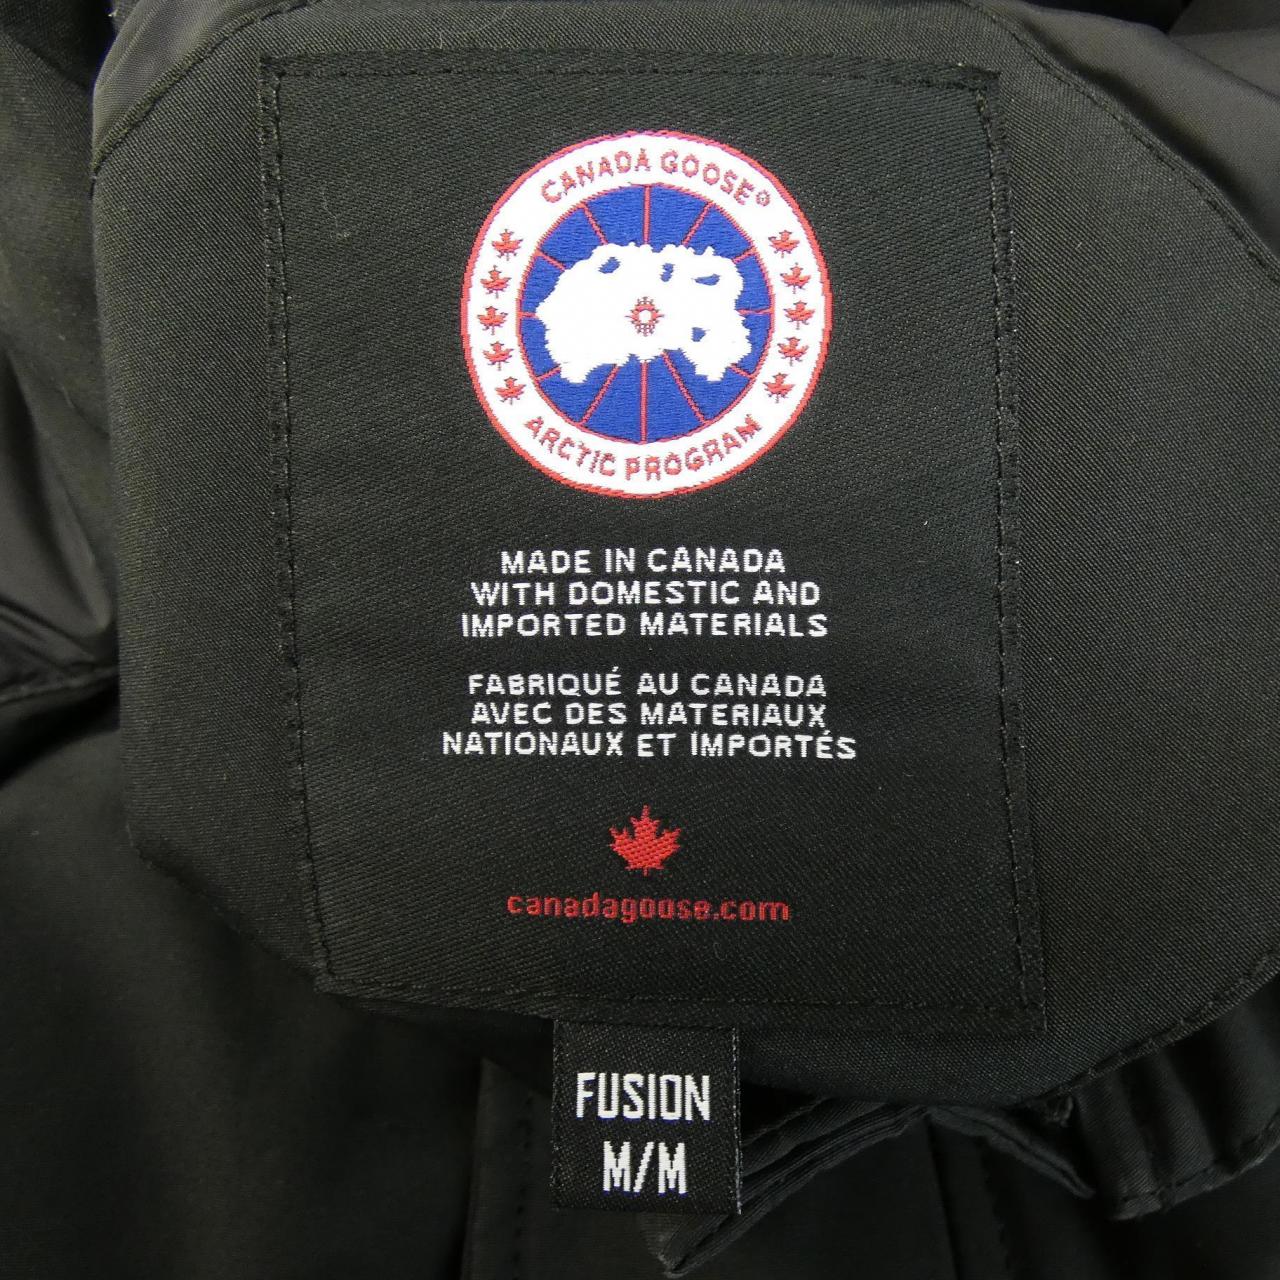 CANADA GOOSE®
ARCTIC PROGRAM
MADE IN CANADA
WITH DOMESTIC AND
IMPORTED MATERIALS
FABRIQUÉ AU CANADA
AVEC DES MATERIAUX
NATIONAUX ET IMPORTÉS
canadagoose.com
FUSION
M/M